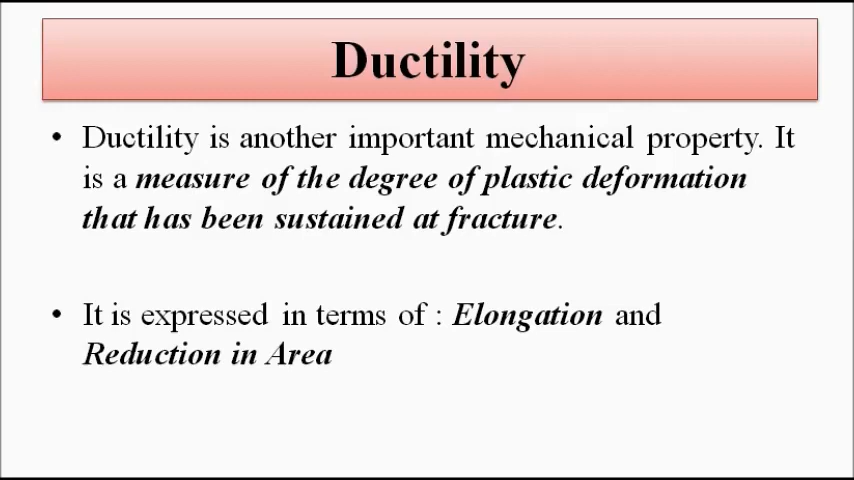 Ductility
• Ductility is another important mechanical property. It
is a measure of the degree of plastic deformation
that has been sustained at fracture.
• It is expressed in terms of : Elongation and
Reduction in Area